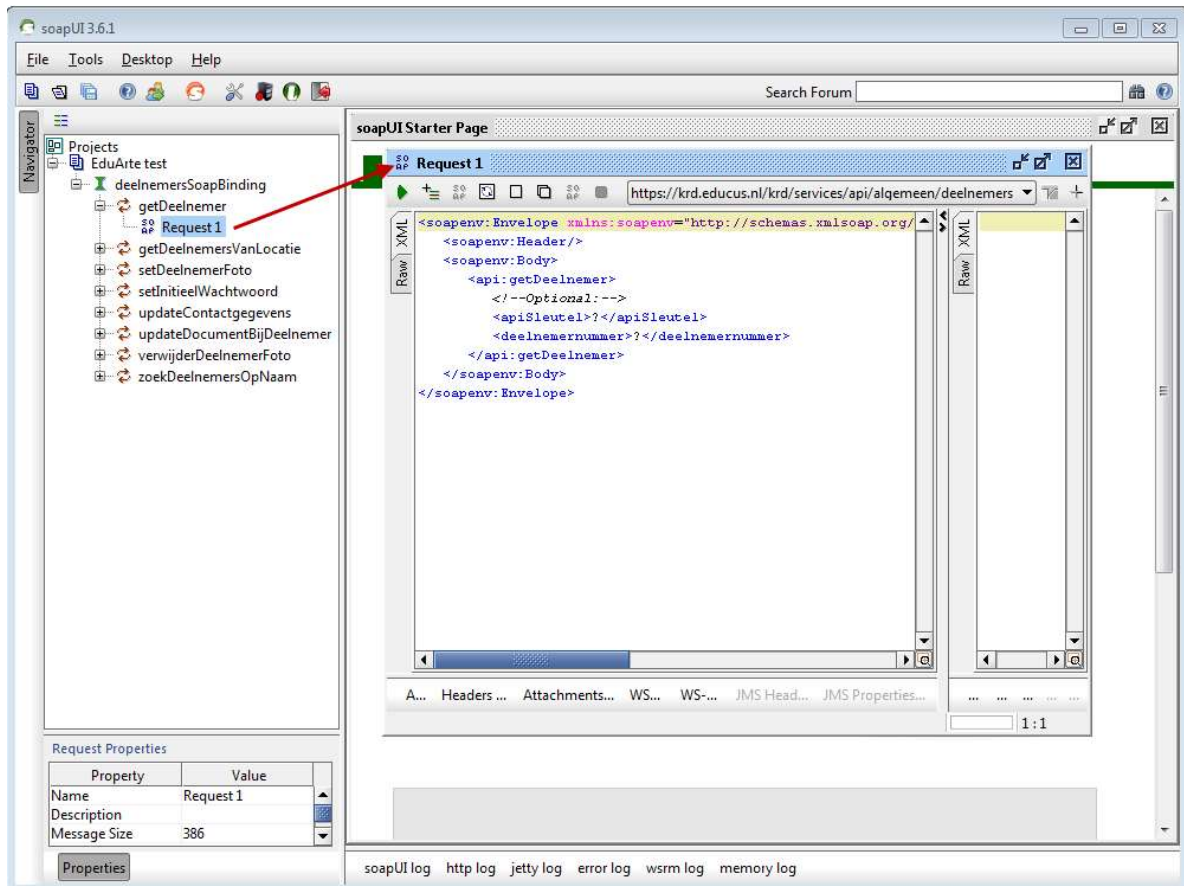 soapUI 3.6.1
File Tools Desktop Help
Search Forum
Navigator
Projects
EduArte test
deelnemersSoapBinding
getDeelnemer
SO AP Request 1
getDeelnemersVanLocatie
setDeelnemerFoto
setInitieelWachtwoord
updateContactgegevens
updateDocumentBijDeelnemer
verwijderDeelnemerFoto
zoekDeelnemersOpNaam
Request Properties
Property Value
Name Request 1
Description
Message Size 386
Properties
soapUI Starter Page
SO AP Request 1
https://krd.educus.nl/krd/services/api/algemeen/deelnemers
XML
Raw
<soapenv:Envelope xmlns:soapenv="http://schemas.xmlsoap.org/
<soapenv:Header/>
<soapenv:Body>
<api:getDeelnemer>
<!--Optional:-->
<apiSleutel>?</apiSleutel>
<deelnemernummer>?</deelnemernummer>
</api:getDeelnemer>
</soapenv:Body>
</soapenv:Envelope>
XML
Raw
A... Headers ... Attachments... WS... WS-... JMS Head... JMS Properties...
... ... ... ... ...
1:1
soapUI log http log jetty log error log wsrm log memory log